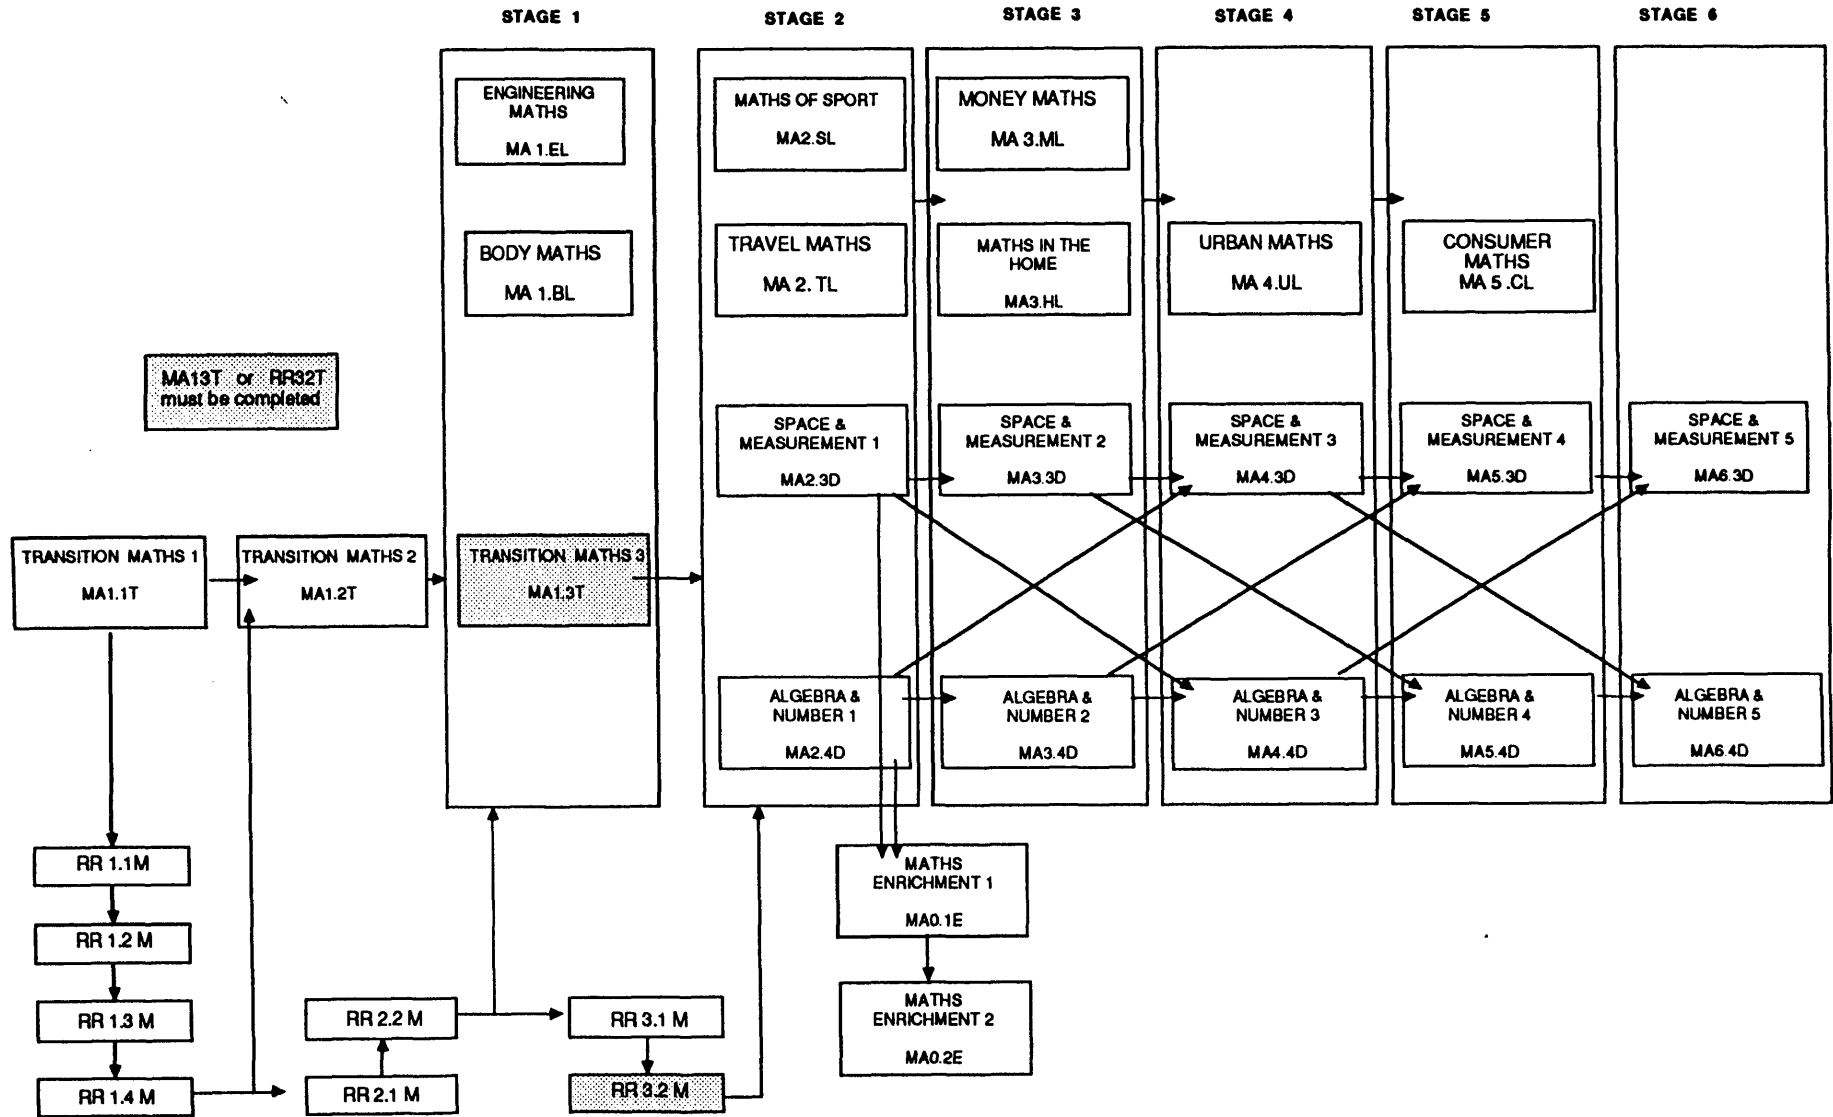 STAGE 1
STAGE 2
STAGE 3
STAGE 4
STAGE 5
STAGE 6
ENGINEERING
MATHS
MA 1.EL
MATHS OF SPORT
MA2.SL
MONEY MATHS
MA 3.ML
BODY MATHS
MA 1.BL
TRAVEL MATHS
MA 2. TL
MATHS IN THE
HOME
MA3.HL
URBAN MATHS
MA 4.UL
CONSUMER
MATHS
MA 5 .CL
MA13T or RR32T
must be completed
SPACE &
MEASUREMENT 1
MA2.3D
SPACE &
MEASUREMENT 2
MA3.3D
SPACE &
MEASUREMENT 3
MA4.3D
SPACE &
MEASUREMENT 4
MA5.3D
SPACE &
MEASUREMENT 5
MA6.3D
TRANSITION MATHS 1
MA1.1T
TRANSITION MATHS 2
MA1.2T
TRANSITION MATHS 3
MA1.3T
ALGEBRA &
NUMBER 1
MA2.4D
ALGEBRA &
NUMBER 2
MA3.4D
ALGEBRA &
NUMBER 3
MA4.4D
ALGEBRA &
NUMBER 4
MA5.4D
ALGEBRA &
NUMBER 5
MA6.4D
RR 1.1M
RR 1.2 M
RR 1.3 M
RR 1.4 M
RR 2.2 M
RR 2.1 M
RR 3.1 M
RR 3.2 M
MATHS
ENRICHMENT 1
MA0.1E
MATHS
ENRICHMENT 2
MA0.2E